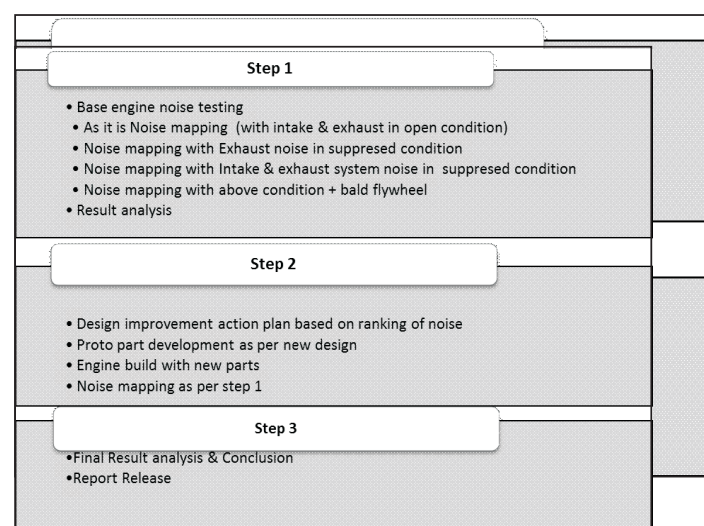 Step 1
• Base engine noise testing
• As it is Noise mapping (with intake & exhaust in open condition)
• Noise mapping with Exhaust noise in suppresed condition
• Noise mapping with Intake & exhaust system noise in suppresed condition
• Noise mapping with above condition + bald flywheel
• Result analysis
Step 2
• Design improvement action plan based on ranking of noise
• Proto part development as per new design
• Engine build with new parts
• Noise mapping as per step 1
Step 3
•Final Result analysis & Conclusion
•Report Release